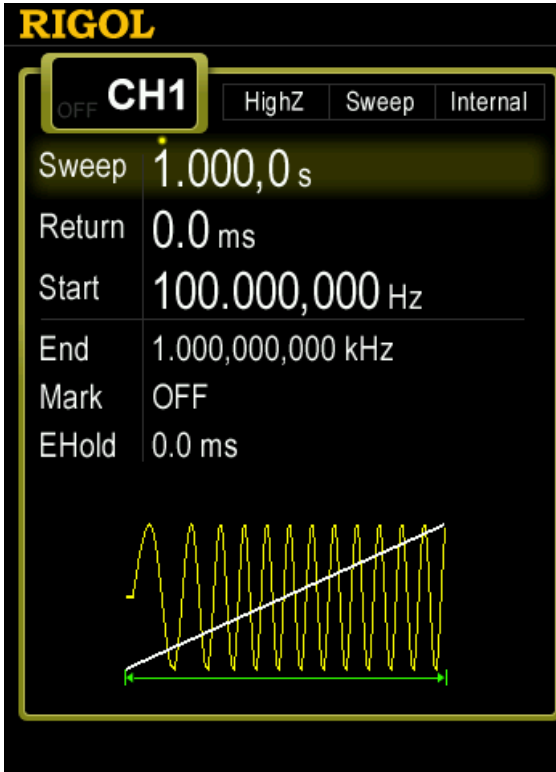 RIGOL
OFF CH1 HighZ Sweep Internal
Sweep 1.000,0 s
Return 0.0 ms
Start 100.000,000 Hz
End 1.000,000,000 kHz
Mark OFF
EHold 0.0 ms